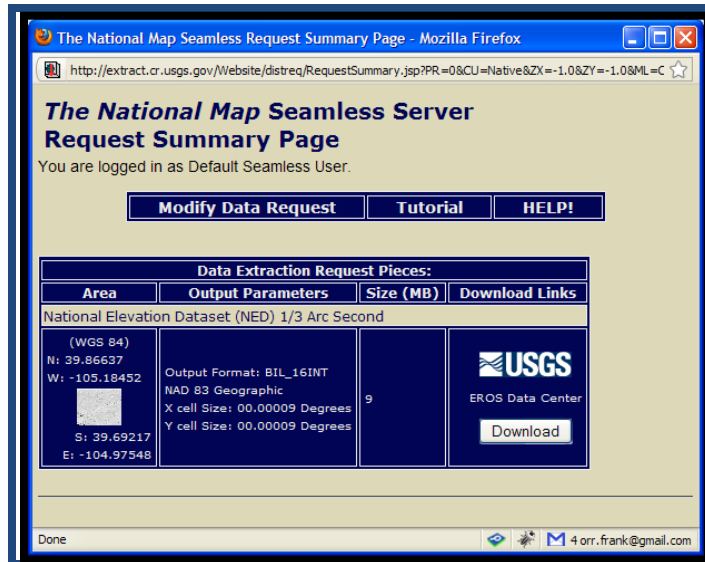 The National Map Seamless Request Summary Page - Mozilla Firefox
http://extract.cr.usgs.gov/Website/distreq/RequestSummary.jsp?PR=0&CU=Native&ZX=-1.0&ZY=-1.0&ML=C
The National Map Seamless Server
Request Summary Page
You are logged in as Default Seamless User.
Modify Data Request Tutorial HELP!
Data Extraction Request Pieces:
Area Output Parameters Size (MB) Download Links
National Elevation Dataset (NED) 1/3 Arc Second
(WGS 84)
N: 39.86637
W: -105.18452
S: 39.69217
E: -104.97548
Output Format: BIL_16INT
NAD 83 Geographic
X cell Size: 00.00009 Degrees
Y cell Size: 00.00009 Degrees
9
USGS
EROS Data Center
Download
Done
4 orr.frank@gmail.com